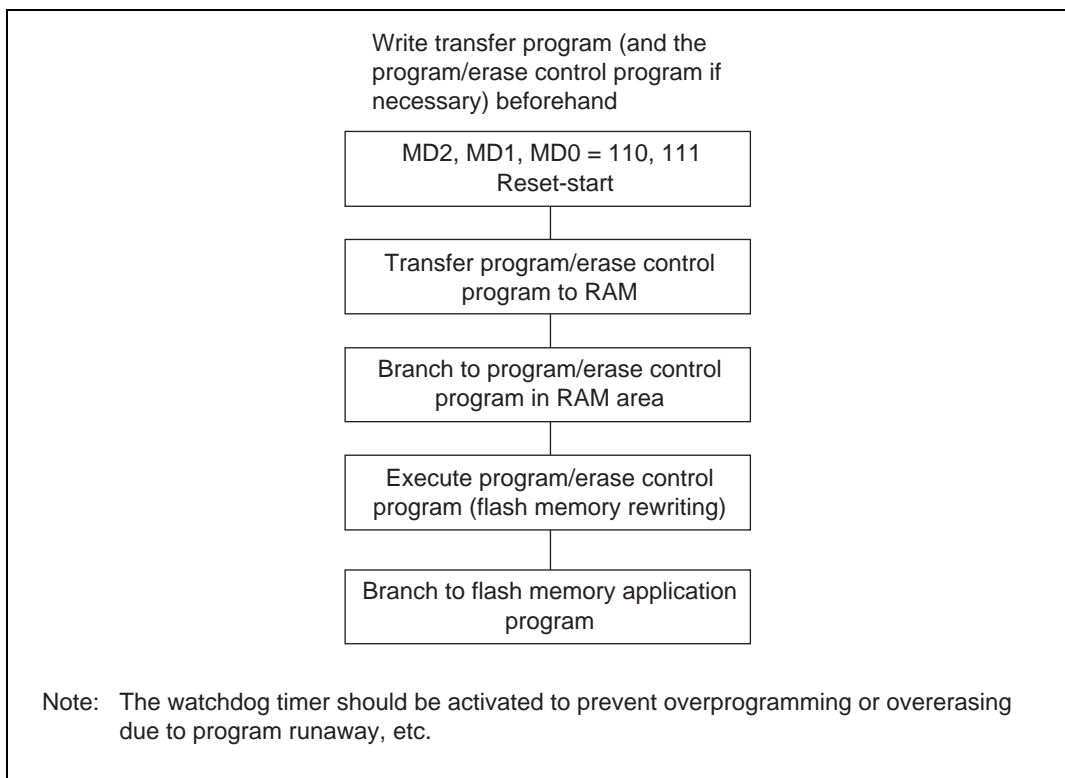 Write transfer program (and the
program/erase control program if
necessary) beforehand
MD2, MD1, MD0 = 110, 111
Reset-start
Transfer program/erase control
program to RAM
Branch to program/erase control
program in RAM area
Execute program/erase control
program (flash memory rewriting)
Branch to flash memory application
program
Note: The watchdog timer should be activated to prevent overprogramming or overerasing
due to program runaway, etc.